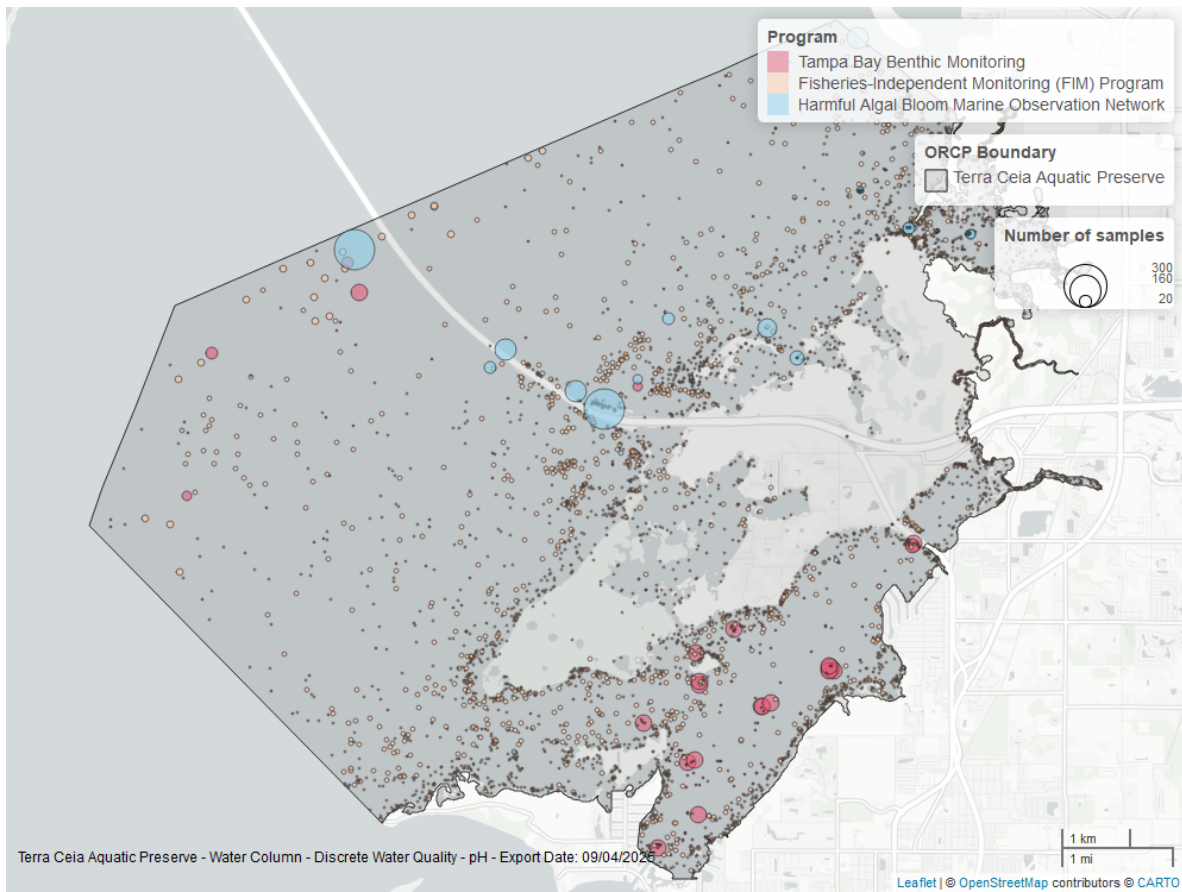 Program
Tampa Bay Benthic Monitoring
Fisheries-Independent Monitoring (FIM) Program
Harmful Algal Bloom Marine Observation Network
ORCP Boundary
Terra Ceia Aquatic Preserve
Number of samples
300
160
20
1 km
1 mi
Terra Ceia Aquatic Preserve - Water Column - Discrete Water Quality - pH - Export Date: 09/04/2025
Leaflet | © OpenStreetMap contributors © CARTO